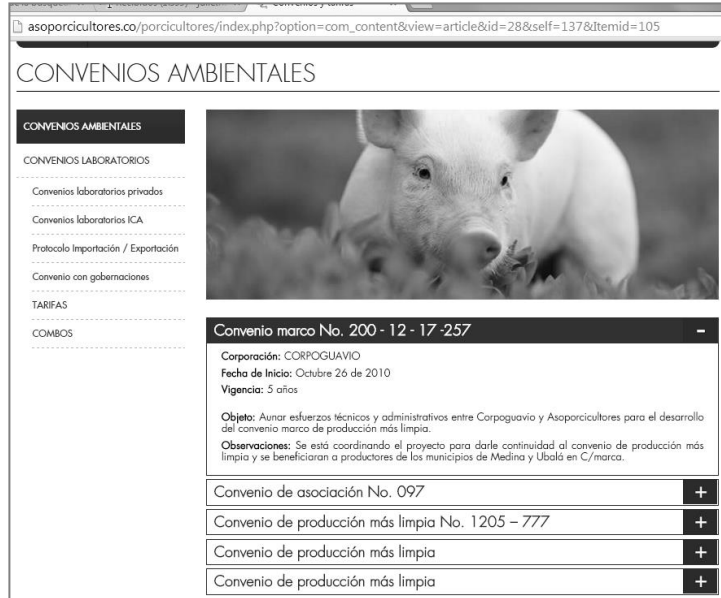 asoporcicultores.co/porcicultores/index.php?option=com_content&view=article&id=28&self=137&Itemid=105
CONVENIOS AMBIENTALES
CONVENIOS AMBIENTALES
CONVENIOS LABORATORIOS
Convenios laboratorios privados
Convenios laboratorios ICA
Protocolo Importación / Exportación
Convenio con gobernaciones
TARIFAS
COMBOS
Convenio marco No. 200 - 12 - 17 -257 -
Corporación: CORPOGUAVIO
Fecha de Inicio: Octubre 26 de 2010
Vigencia: 5 años
Objeto: Aunar esfuerzos técnicos y administrativos entre Corpoguavio y Asoporcicultores para el desarrollo
del convenio marco de producción más limpia.
Observaciones: Se está coordinando el proyecto para darle continuidad al convenio de producción más
limpia y se beneficiaran a productores de los municipios de Medina y Ubalá en C/marca.
Convenio de asociación No. 097 +
Convenio de producción más limpia No. 1205 – 777 +
Convenio de producción más limpia +
Convenio de producción más limpia +